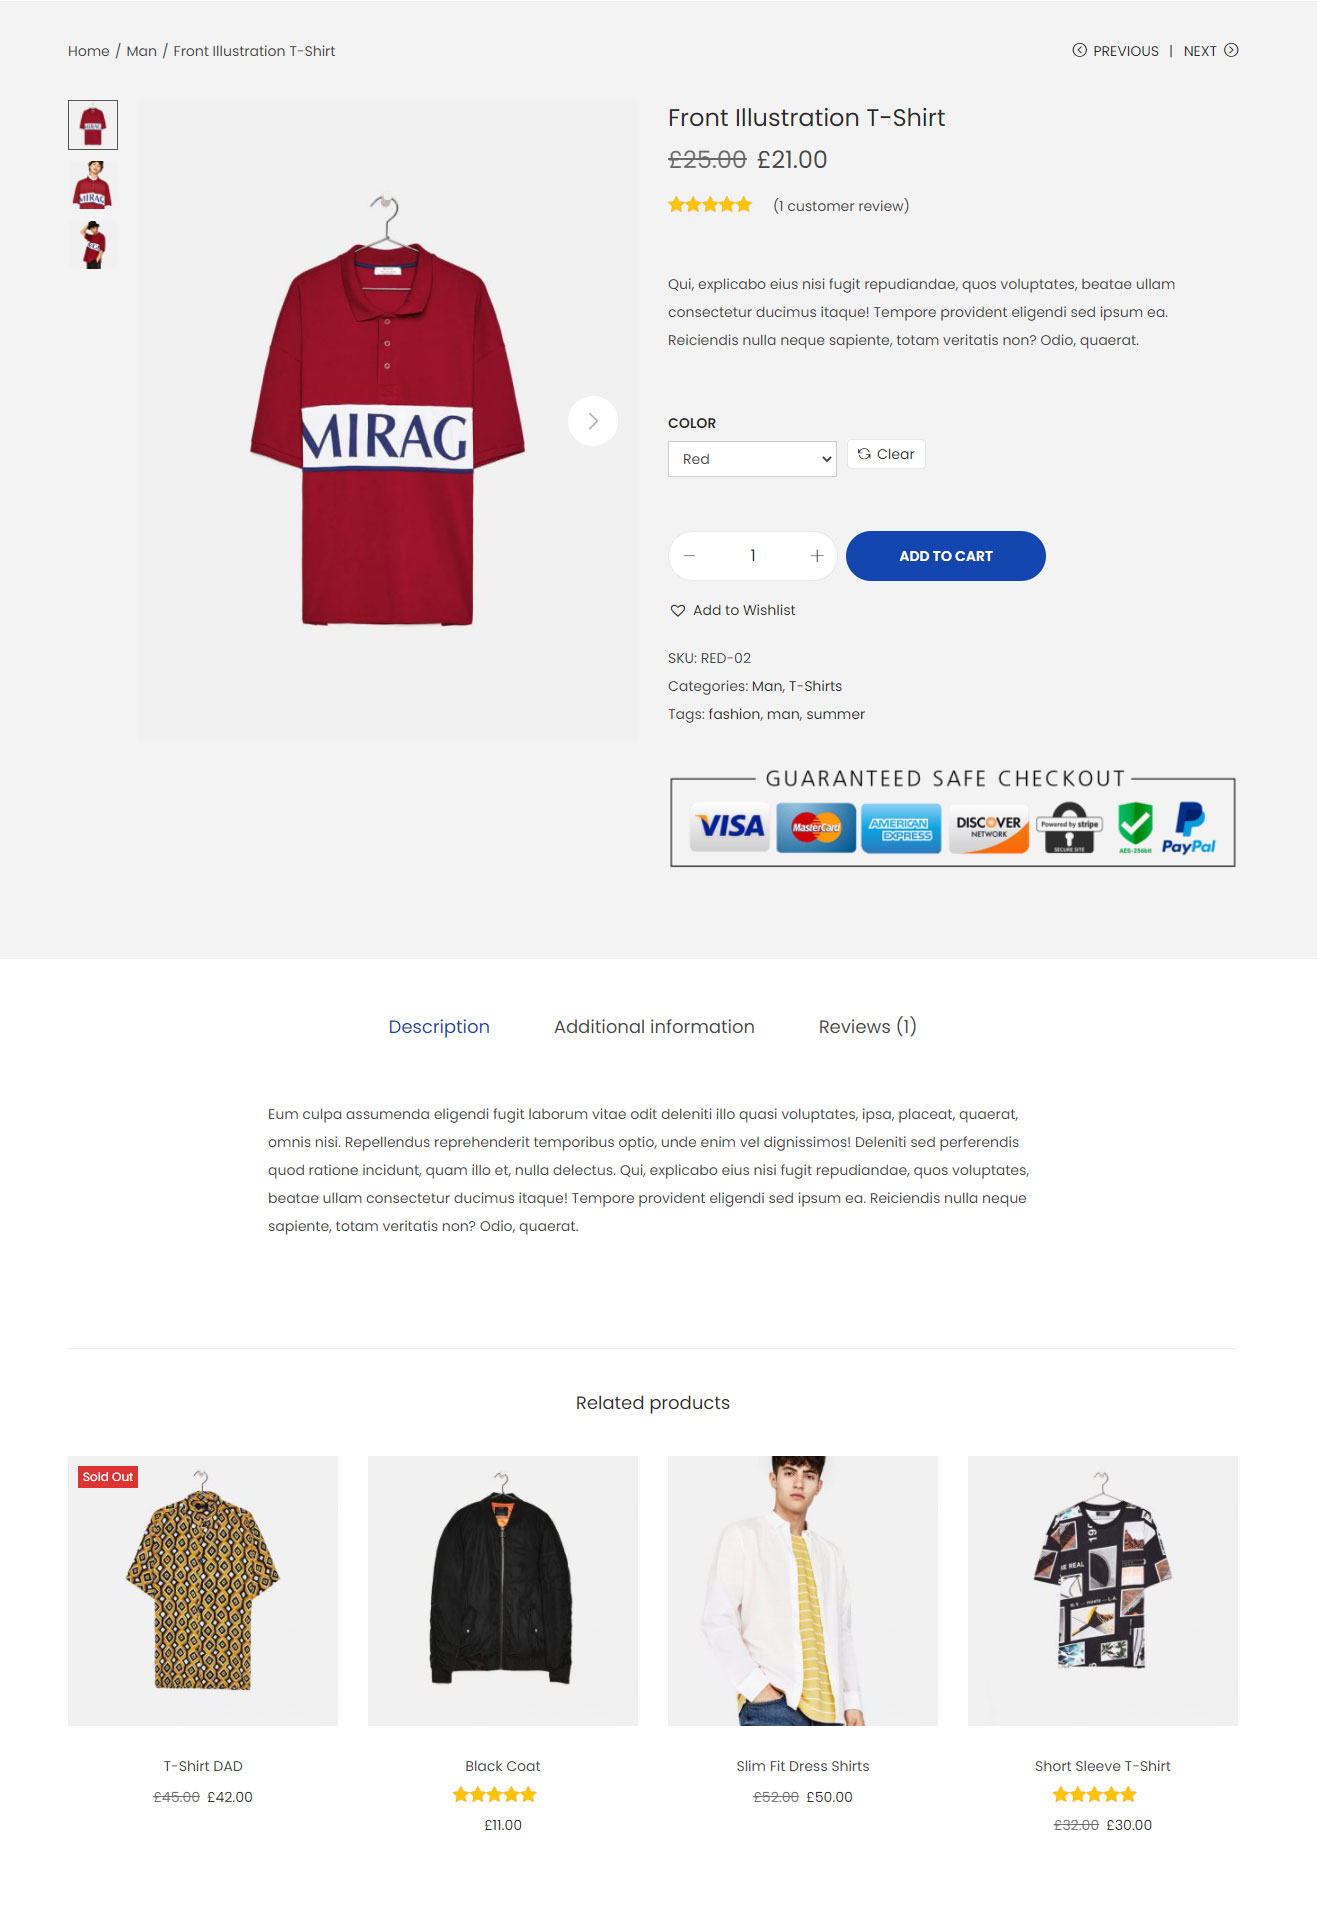 Home / Man / Front Illustration T-Shirt
PREVIOUS | NEXT
MIRAG
MIRAG
Front Illustration T-Shirt
£25.00 £21.00
(1 customer review)
Qui, explicabo eius nisi fugit repudiandae, quos voluptates, beatae ullam
consectetur ducimus itaque! Tempore provident eligendi sed ipsum ea.
Reiciendis nulla neque sapiente, totam veritatis non? Odio, quaerat.
COLOR
Red
Clear
1
ADD TO CART
Add to Wishlist
SKU: RED-02
Categories: Man, T-Shirts
Tags: fashion, man, summer
GUARANTEED SAFE CHECKOUT
VISA
MasterCard
AMERICAN EXPRESS
DISCOVER
NETWORK
Powered by stripe
SECURE SITE
AES-256bit
PayPal
Description
Additional information
Reviews (1)
Eum culpa assumenda eligendi fugit laborum vitae odit deleniti illo quasi voluptates, ipsa, placeat, quaerat,
omnis nisi. Repellendus reprehenderit temporibus optio, unde enim vel dignissimos! Deleniti sed perferendis
quod ratione incidunt, quam illo et, nulla delectus. Qui, explicabo eius nisi fugit repudiandae, quos voluptates,
beatae ullam consectetur ducimus itaque! Tempore provident eligendi sed ipsum ea. Reiciendis nulla neque
sapiente, totam veritatis non? Odio, quaerat.
Related products
Sold Out
T-Shirt DAD
£45.00 £42.00
Black Coat
£11.00
Slim Fit Dress Shirts
£52.00 £50.00
Short Sleeve T-Shirt
£32.00 £30.00